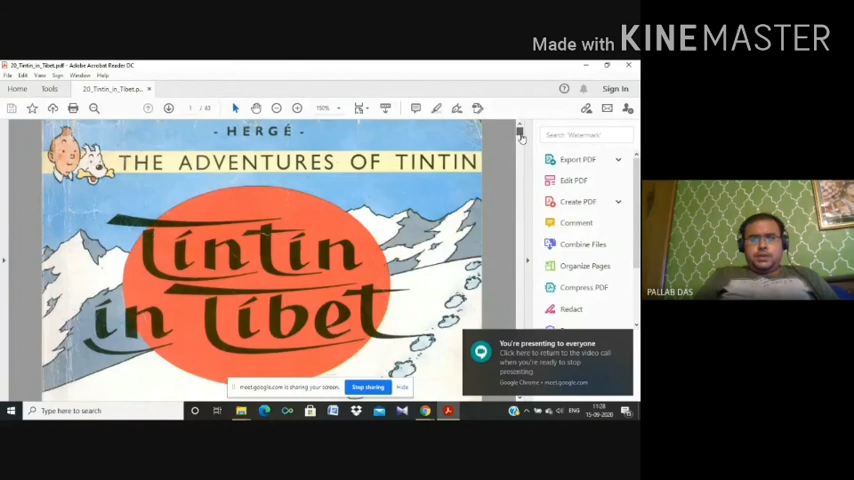 Made with KINEMASTER
20_Tintin_in_Tibet.pdf - Adobe Acrobat Reader DC
File Edit View Sign Window Help
Home Tools 20_Tintin_in_Tibet.p... × Sign In
1 / 43 150%
- HERGÉ -
THE ADVENTURES OF TINTIN
Tintin
in Tibet
Search 'Watermark'
Export PDF
Edit PDF
Create PDF
Comment
Combine Files
Organize Pages
Compress PDF
Redact
PALLAB DAS
You're presenting to everyone
Click here to return to the video call
when you're ready to stop
presenting
Google Chrome • meet.google.com
meet.google.com is sharing your screen. Stop sharing Hide
Type here to search
ENG
11:28
15-09-2020